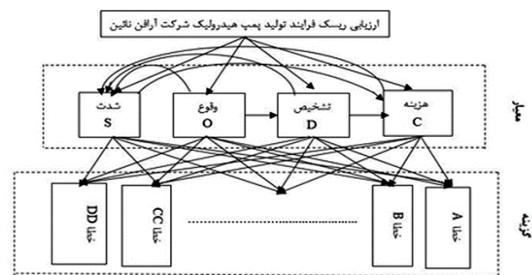 ارزیابی ریسک فرایند تولید پمپ هیدرولیک شرکت آرافن نائین
معیار
هزینه
C
تشخیص
D
وقوع
O
شدت
S
گزینه
خطا A
خطا B
خطا CC
خطا DD